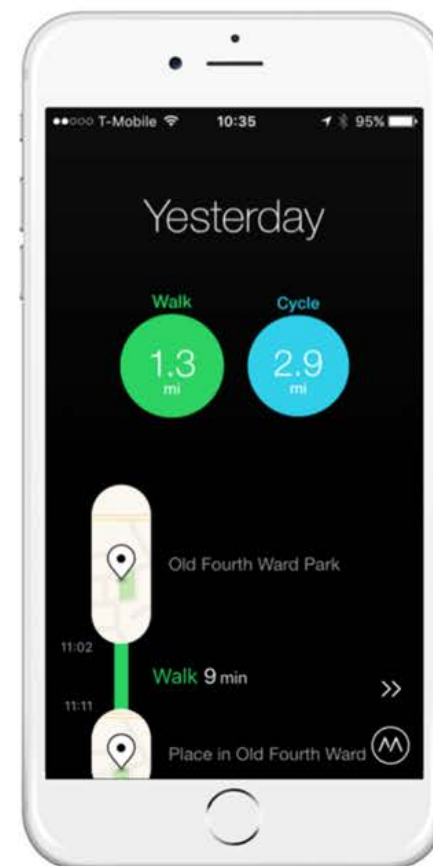 T-Mobile 10:35 95%
Yesterday
Walk Cycle
1.3 2.9
mi mi
Old Fourth Ward Park
11:02
Walk 9 min
11:11
Place in Old Fourth Ward